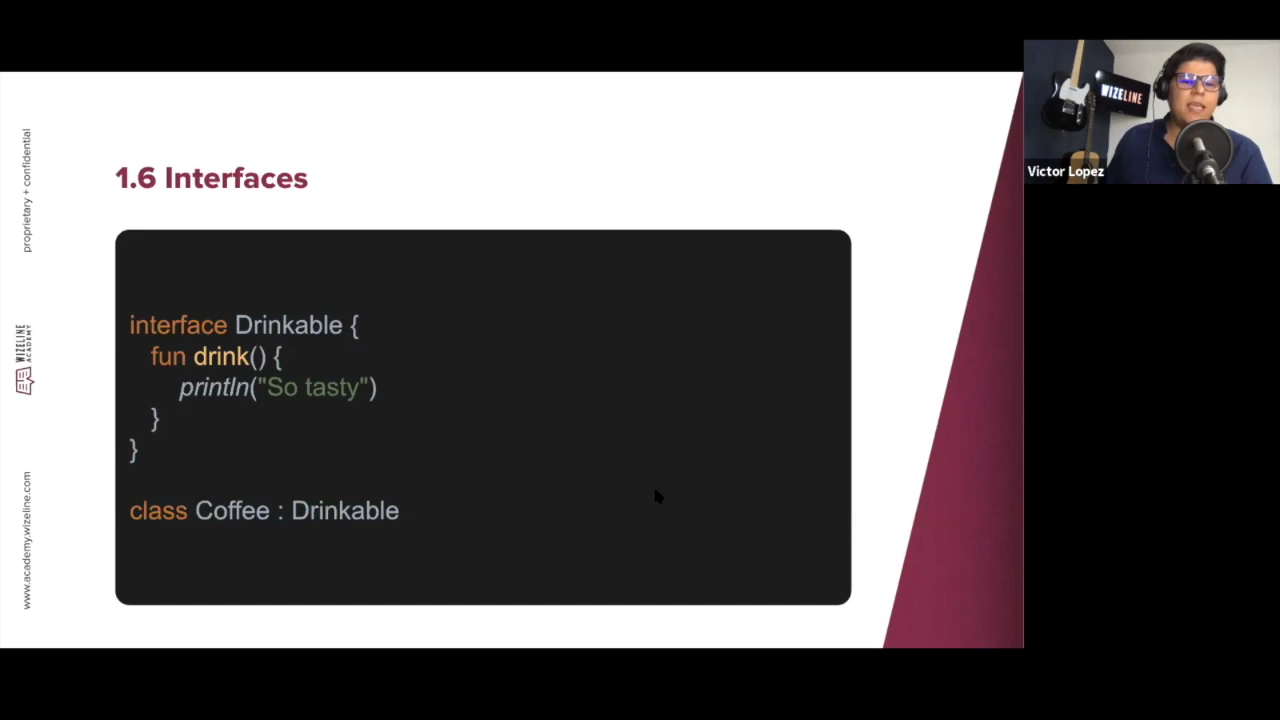 proprietary + confidential
WIZELINE
ACADEMY
www.academy.wizeline.com
1.6 Interfaces
interface Drinkable {
fun drink() {
println("So tasty")
}
}
class Coffee : Drinkable
WIZELINE
Victor Lopez